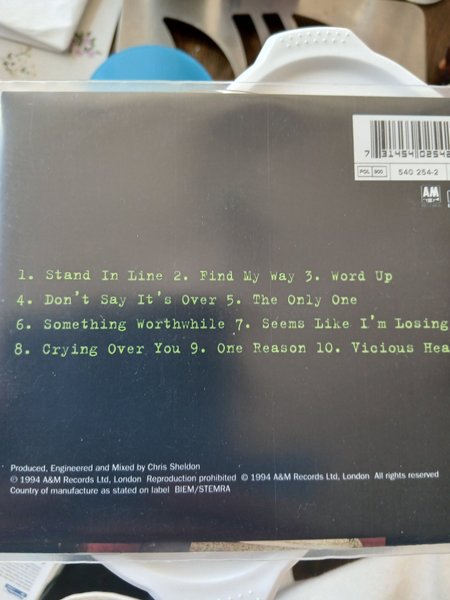 7 31454 02542
POL 900 540 254-2
AM
1. Stand In Line 2. Find My Way 3. Word Up
4. Don't Say It's Over 5. The Only One
6. Something Worthwhile 7. Seems Like I'm Losing
8. Crying Over You 9. One Reason 10. Vicious Hea
Produced, Engineered and Mixed by Chris Sheldon
℗ 1994 A&M Records Ltd, London Reproduction prohibited © 1994 A&M Records Ltd, London All rights reserved
Country of manufacture as stated on label BIEM/STEMRA